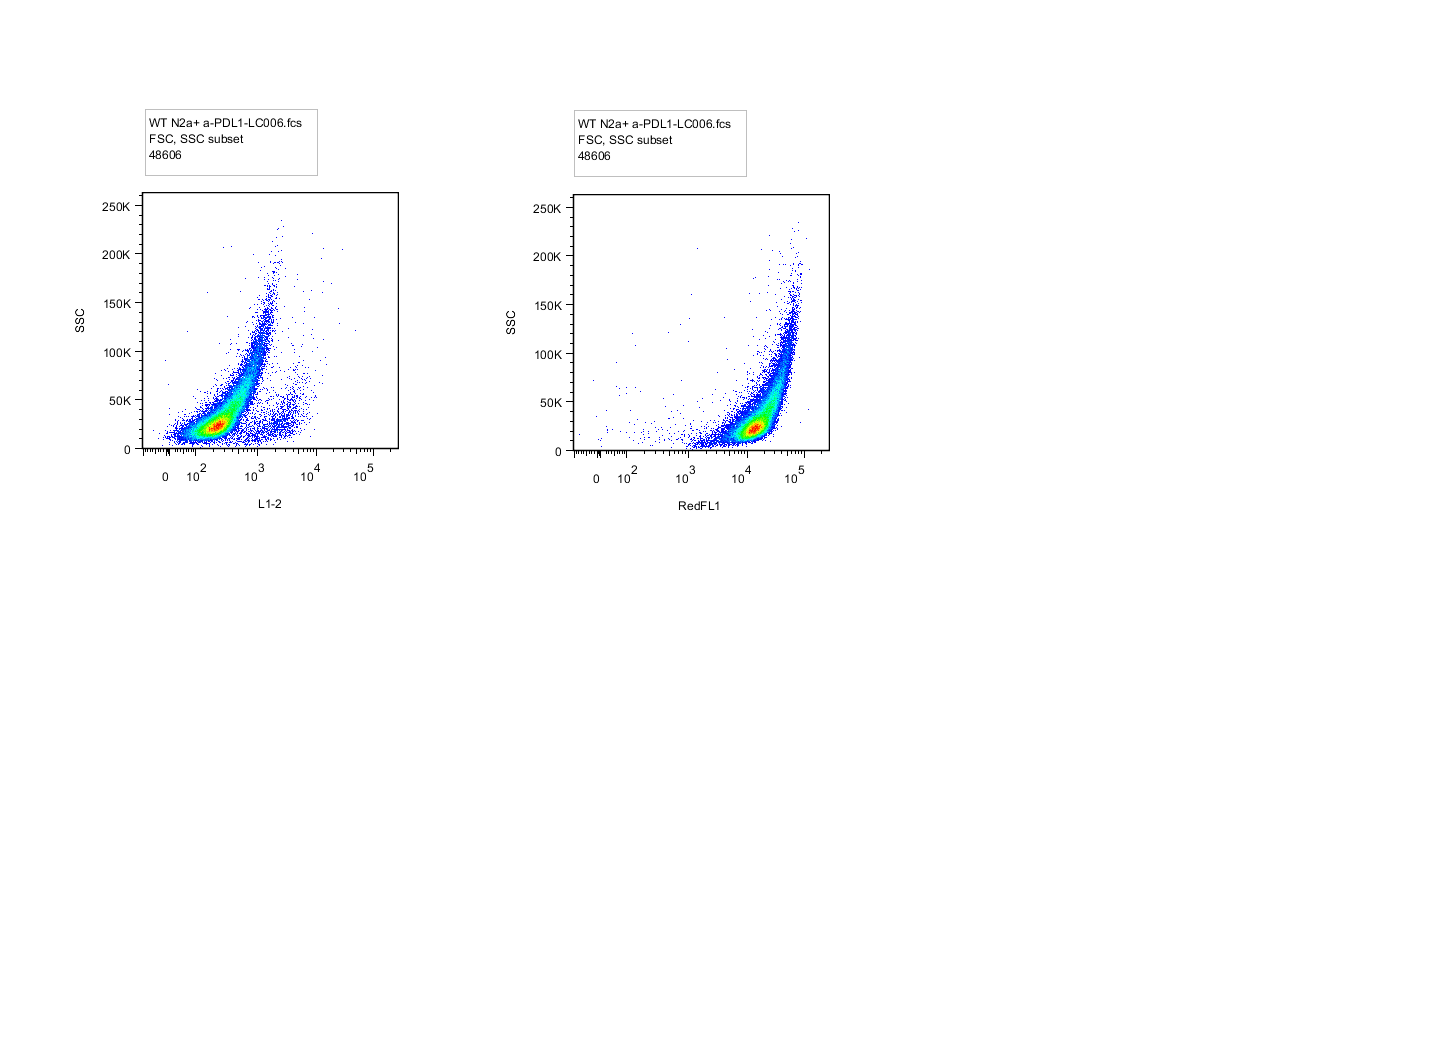 WT N2a+ a-PDL1-LC006.fcs
FSC, SSC subset
48606
250K
200K
150K
100K
50K
0
SSC
0 10^2 10^3 10^4 10^5
L1-2
WT N2a+ a-PDL1-LC006.fcs
FSC, SSC subset
48606
250K
200K
150K
100K
50K
0
SSC
0 10^2 10^3 10^4 10^5
RedFL1